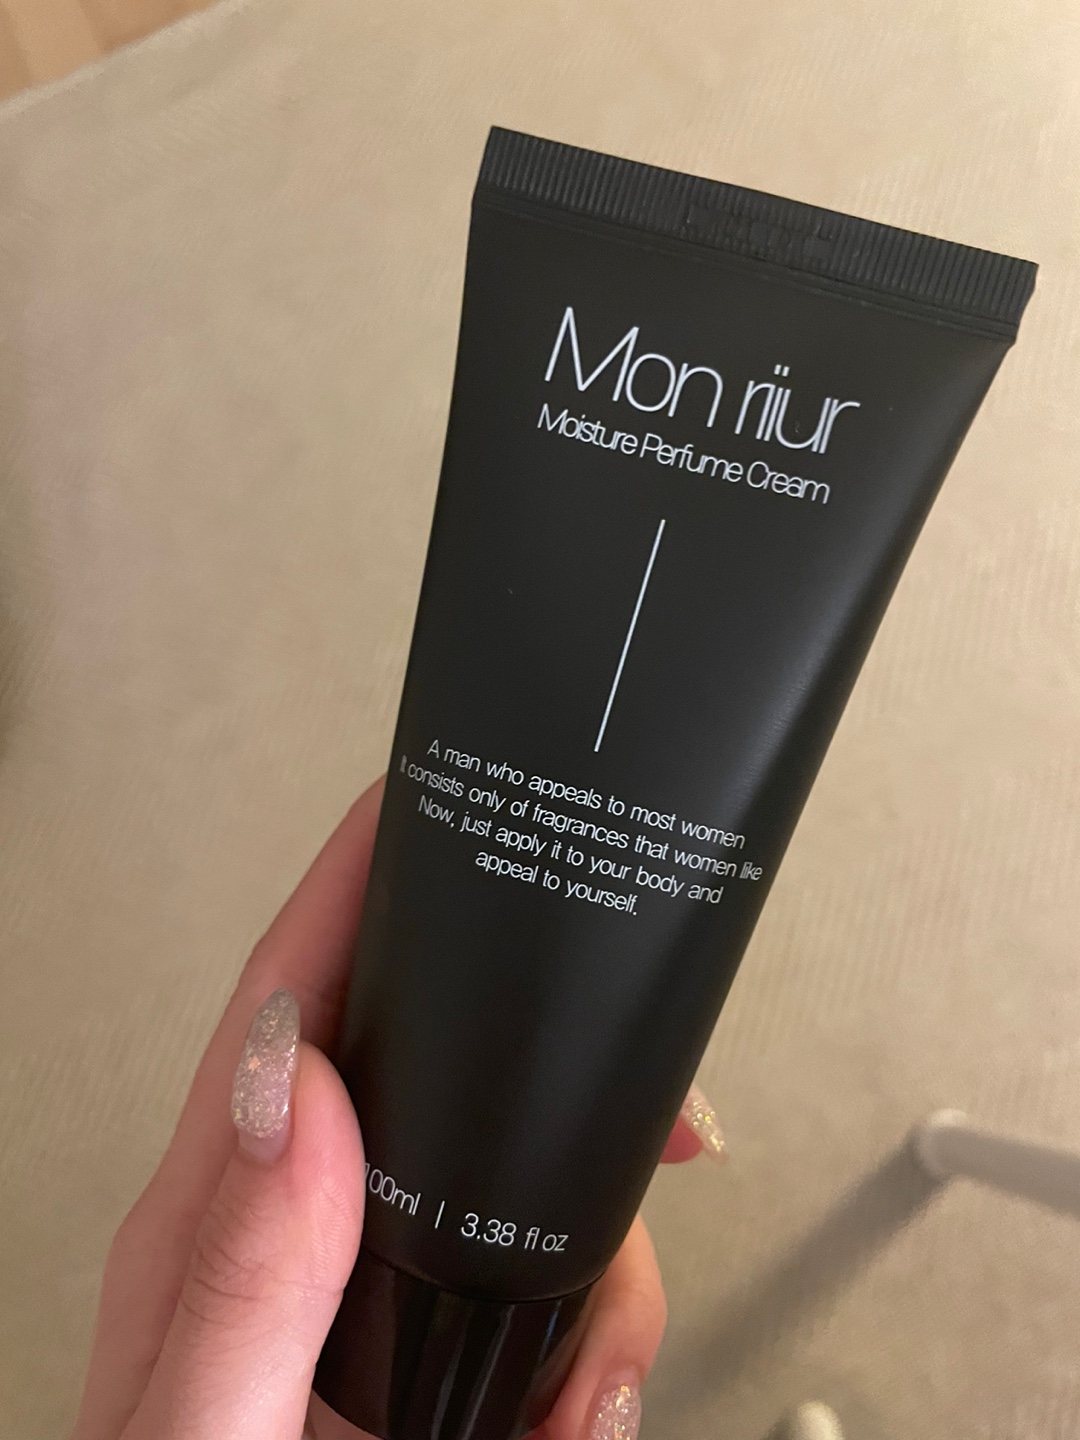 Mon riïur
Moisture Perfume Cream
A man who appeals to most women
It consists only of fragrances that women like
Now, just apply it to your body and
appeal to yourself.
100ml | 3.38 fl oz